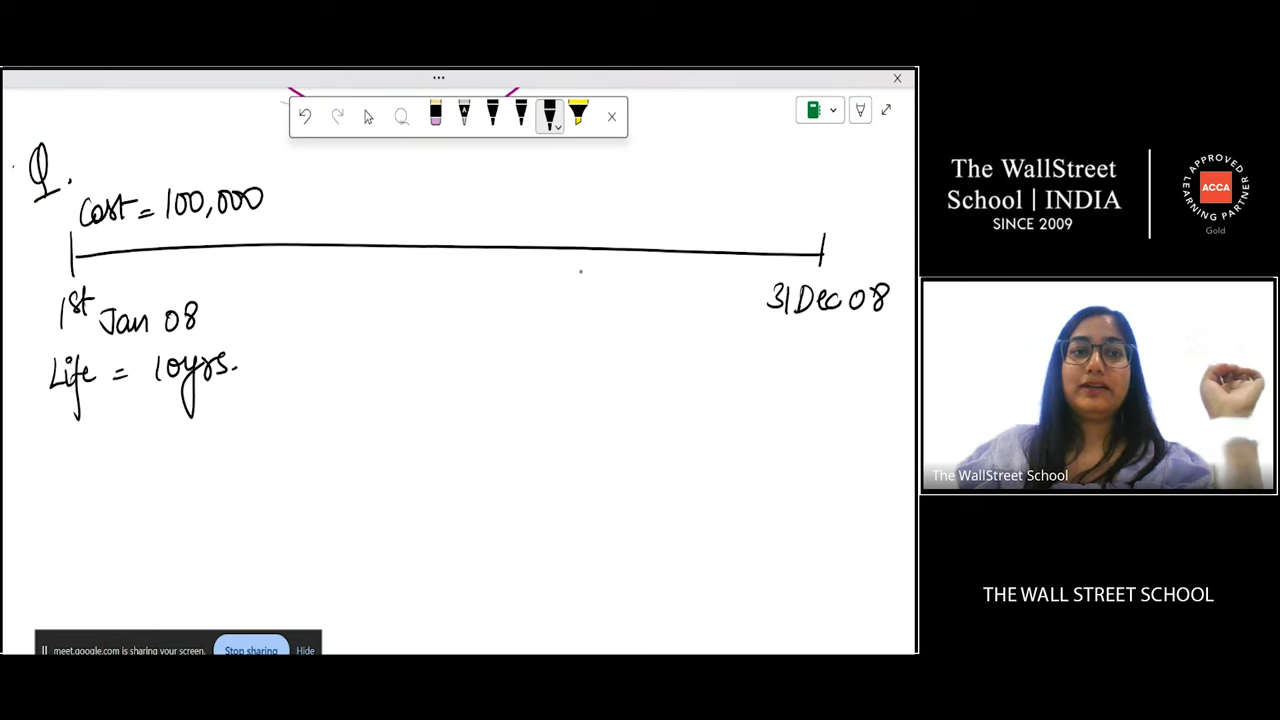 Q.
Cost = 100,000
1st Jan 08
31 Dec 08
Life = 10yrs.
The WallStreet
School | INDIA
SINCE 2009
APPROVED
LEARNING PARTNER
ACCA
Gold
The WallStreet School
THE WALL STREET SCHOOL
meet.google.com is sharing your screen.
Stop sharing
Hide